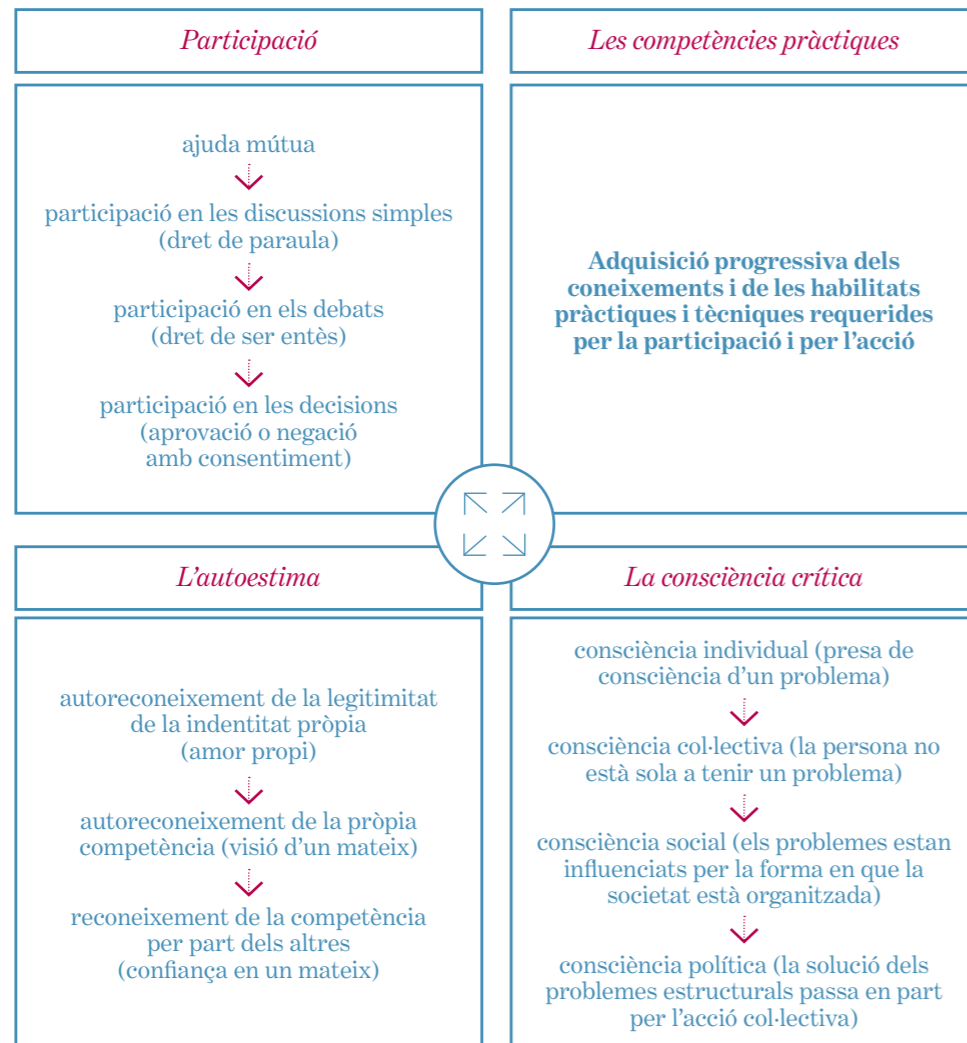 Participació
ajuda mútua
participació en les discussions simples
(dret de paraula)
participació en els debats
(dret de ser entès)
participació en les decisions
(aprovació o negació
amb consentiment)
Les competències pràctiques
Adquisició progressiva dels
coneixements i de les habilitats
pràctiques i tècniques requerides
per la participació i per l’acció
L’autoestima
autoreconeixement de la legitimitat
de la indentitat pròpia
(amor propi)
autoreconeixement de la pròpia
competència (visió d’un mateix)
reconeixement de la competència
per part dels altres
(confiança en un mateix)
La consciència crítica
consciència individual (presa de
consciència d’un problema)
consciència col·lectiva (la persona no
està sola a tenir un problema)
consciència social (els problemes estan
influenciats per la forma en que la
societat està organitzada)
consciència política (la solució dels
problemes estructurals passa en part
per l’acció col·lectiva)